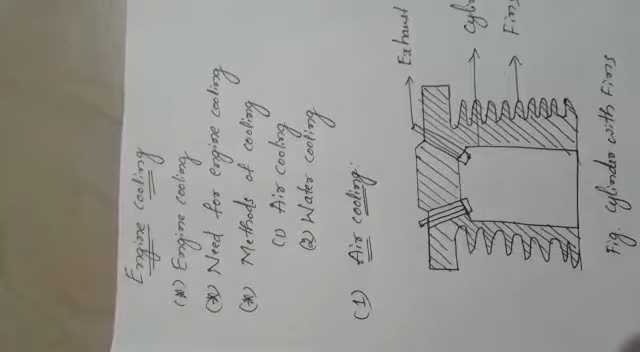 Engine cooling
(*) Engine cooling
(*) Need for engine cooling
(*) Methods of cooling
(1) Air cooling
(2) Water cooling
(1) Air cooling:
Exhaust
Fins
Fig. Cylinder with Fins